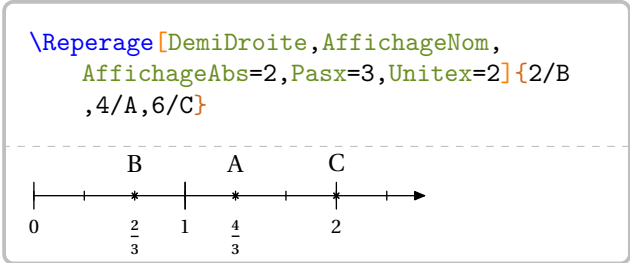 \Reperage[DemiDroite,AffichageNom,
AffichageAbs=2,Pasx=3,Unitex=2]{2/B
,4/A,6/C}
B A C
0 2/3 1 4/3 2